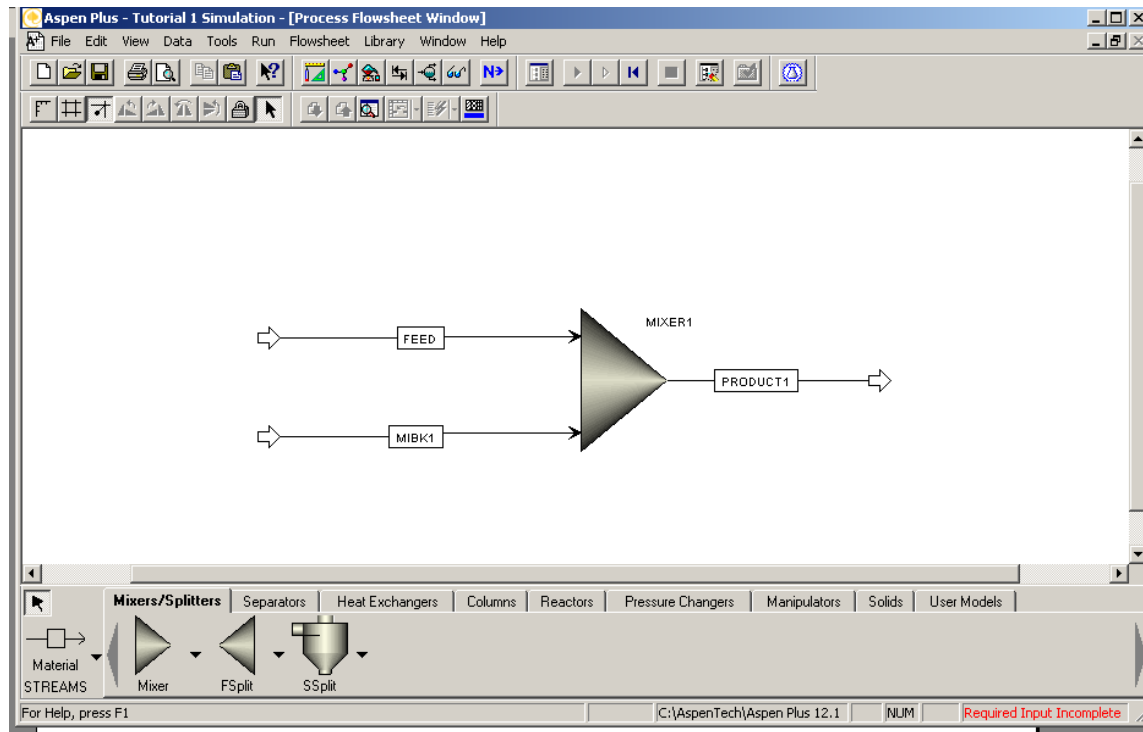 Aspen Plus - Tutorial 1 Simulation - [Process Flowsheet Window]
File Edit View Data Tools Run Flowsheet Library Window Help
N>
MIXER1
FEED
PRODUCT1
MIBK1
Mixers/Splitters Separators Heat Exchangers Columns Reactors Pressure Changers Manipulators Solids User Models
Material
STREAMS Mixer FSplit SSplit
For Help, press F1 C:\AspenTech\Aspen Plus 12.1 NUM Required Input Incomplete